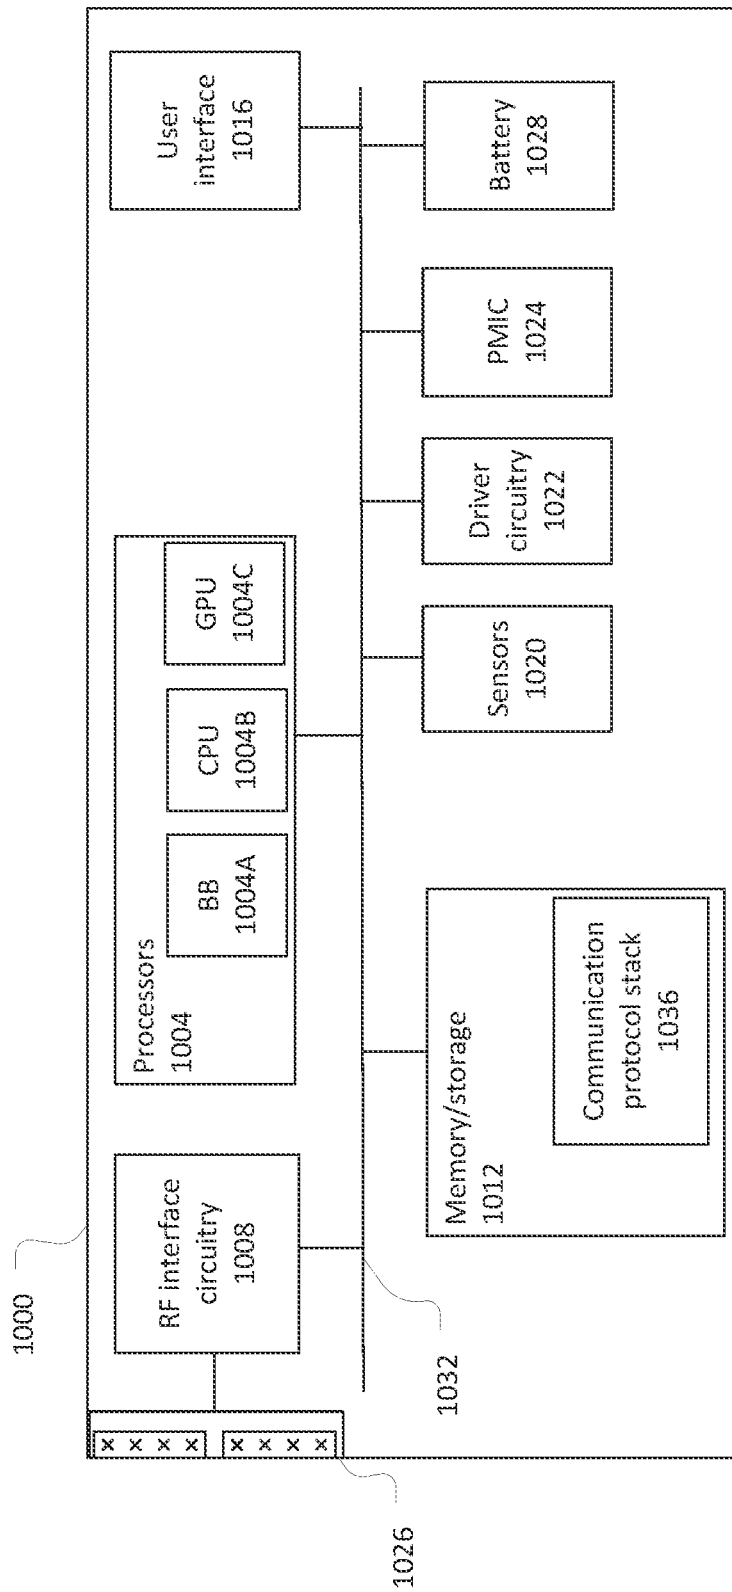 1000
RF interface
circuitry
1008
Processors
1004
BB
1004A
CPU
1004B
GPU
1004C
User
interface
1016
x x x x
x x x x
1026
1032
Memory/storage
1012
Communication
protocol stack
1036
Sensors
1020
Driver
circuitry
1022
PMIC
1024
Battery
1028